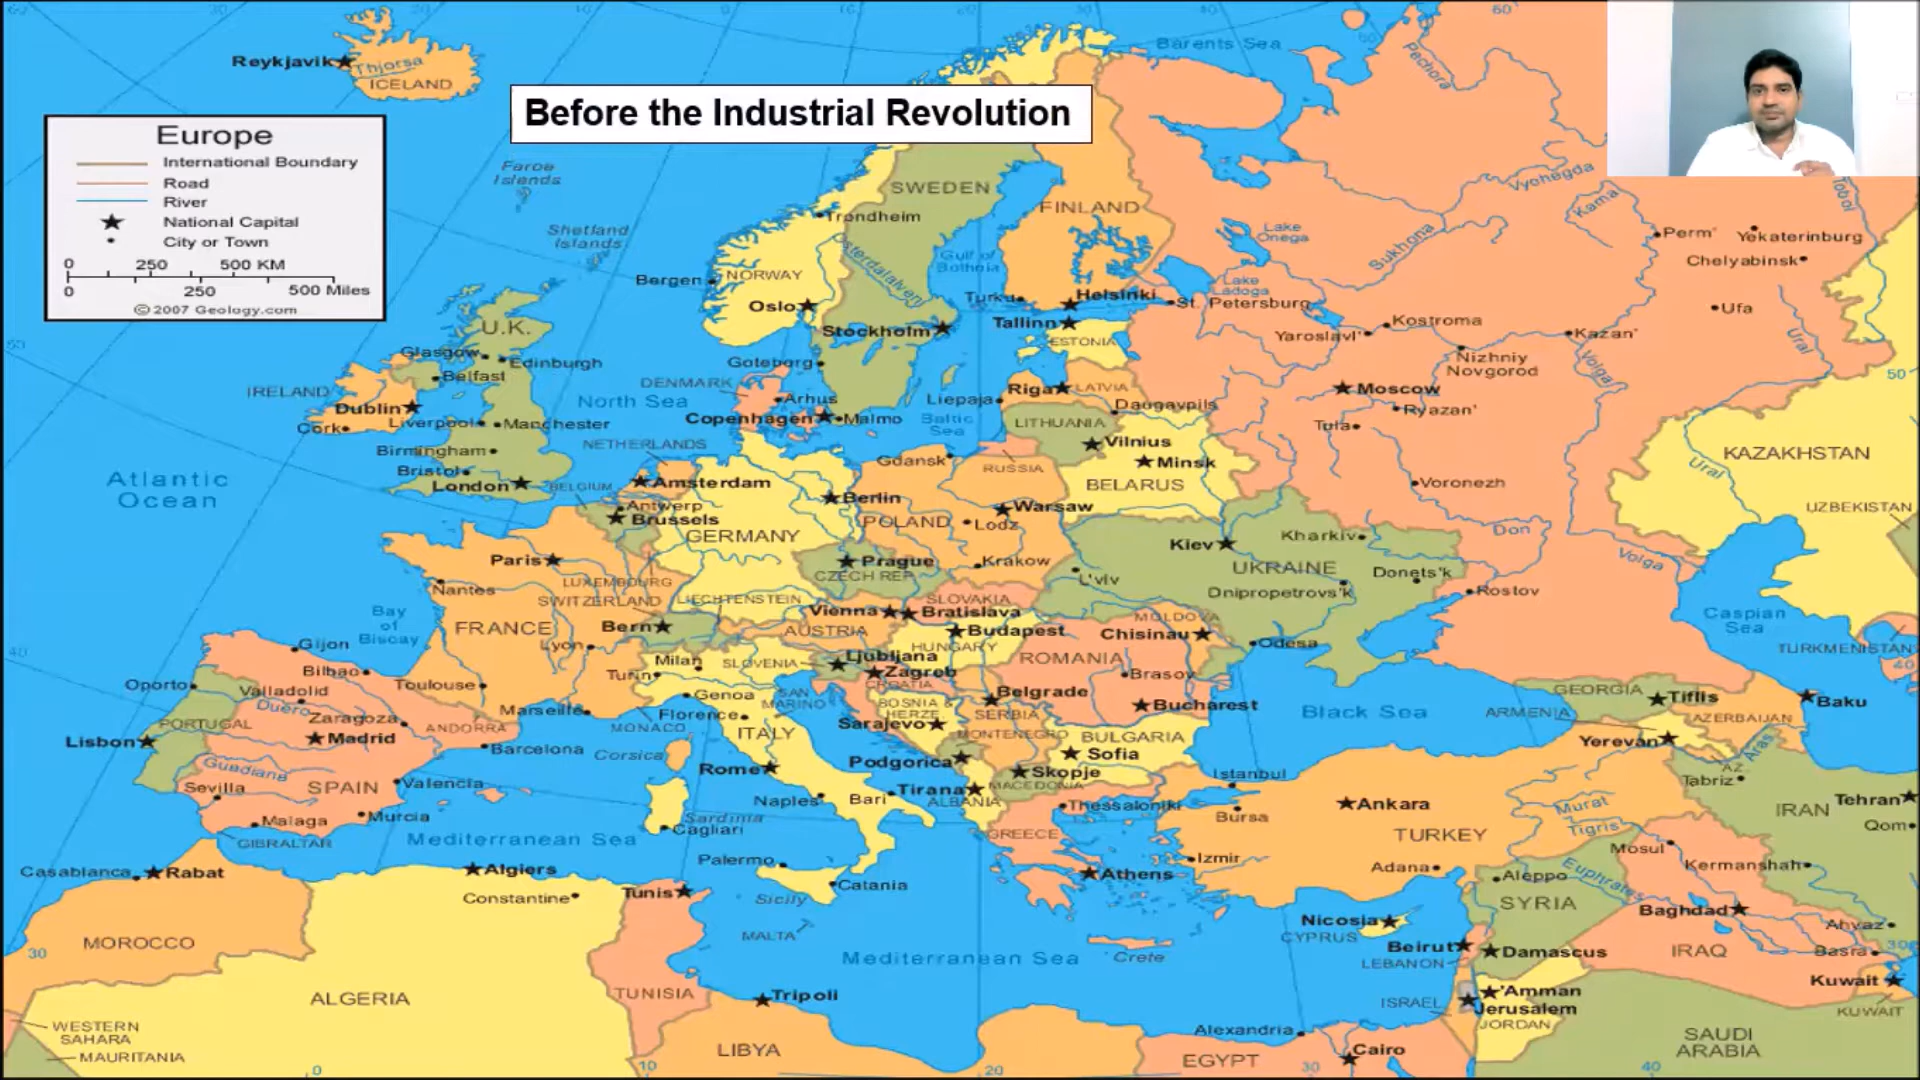 Before the Industrial Revolution
Europe
International Boundary
Road
River
National Capital
City or Town
0 250 500 KM
0 250 500 Miles
©2007 Geology.com
Reykjavik
Thjorsa
ICELAND
Barents Sea
Pechora
Faroe
Islands
Shetland
Islands
SWEDEN
FINLAND
Trondheim
Osterdalalven
Gulf of
Bothnia
Vychegda
Kama
Tobol
Lake
Onega
Sukhona
Perm'
Yekaterinburg
Chelyabinsk
Bergen
NORWAY
Oslo
Turku
Helsinki
Lake
Ladoga
St. Petersburg
Ufa
Stockholm
Tallinn
ESTONIA
Yaroslavl'
Kostroma
Kazan'
Nizhniy
Novgorod
Volga
Ural
U.K.
Glasgow
Edinburgh
Belfast
Goteborg
IRELAND
DENMARK
Arhus
North Sea
Riga
LATVIA
Moscow
Liepaja
Daugavpils
Ryazan'
Dublin
Liverpool
Manchester
Copenhagen
Malmo
Baltic
Sea
LITHUANIA
Tula
Cork
NETHERLANDS
Vilnius
Birmingham
Gdansk
RUSSIA
Minsk
KAZAKHSTAN
Ural
Bristol
London
BELGIUM
Amsterdam
BELARUS
Voronezh
Atlantic
Ocean
Antwerp
Brussels
Berlin
Warsaw
UZBEKISTAN
GERMANY
POLAND
Lodz
Don
Paris
Prague
CZECH REP
Krakow
Kiev
Kharkiv
Volga
Nantes
LUXEMBOURG
L'viv
UKRAINE
Donets'k
SWITZERLAND
LIECHTENSTEIN
SLOVAKIA
Dnipropetrovs'k
Rostov
Bay
of
Biscay
Vienna
Bratislava
MOLDOVA
Caspian
Sea
FRANCE
Bern
AUSTRIA
Budapest
Chisinau
Gijon
Lyon
HUNGARY
Odesa
TURKMENISTAN
Milan
SLOVENIA
Ljubljana
ROMANIA
Bilbao
Turin
Zagreb
CROATIA
Brasov
Oporto
Valladolid
Toulouse
Genoa
SAN
MARINO
Belgrade
GEORGIA
Tiflis
Duero
BOSNIA &
HERZE
Bucharest
Baku
PORTUGAL
Zaragoza
ANDORRA
Marseille
MONACO
Florence
Sarajevo
SERBIA
Black Sea
ARMENIA
AZERBAIJAN
Lisbon
Madrid
Barcelona
Corsica
ITALY
MONTENEGRO
BULGARIA
Yerevan
Aras
Guadiana
Rome
Podgorica
Sofia
AZ.
Sevilla
SPAIN
Valencia
Skopje
Istanbul
Tabriz
Naples
Bari
Tirana
ALBANIA
MACEDONIA
Ankara
Murat
IRAN
Tehran
Malaga
Murcia
Sardinia
Cagliari
Thessaloniki
Bursa
Tigris
Qom
GIBRALTAR
Mediterranean Sea
GREECE
TURKEY
Mosul
Casablanca
Rabat
Algiers
Palermo
Izmir
Adana
Kermanshah
Constantine
Tunis
Catania
Athens
Aleppo
Euphrates
Sicily
SYRIA
Baghdad
MOROCCO
MALTA
Nicosia
CYPRUS
Ahvaz
Mediterranean Sea
Crete
Beirut
LEBANON
Damascus
IRAQ
Basra
ALGERIA
TUNISIA
Tripoli
ISRAEL
'Amman
Jerusalem
Kuwait
KUWAIT
WESTERN
SAHARA
MAURITANIA
Alexandria
JORDAN
SAUDI
ARABIA
LIBYA
EGYPT
Cairo
0
10
20
30
40